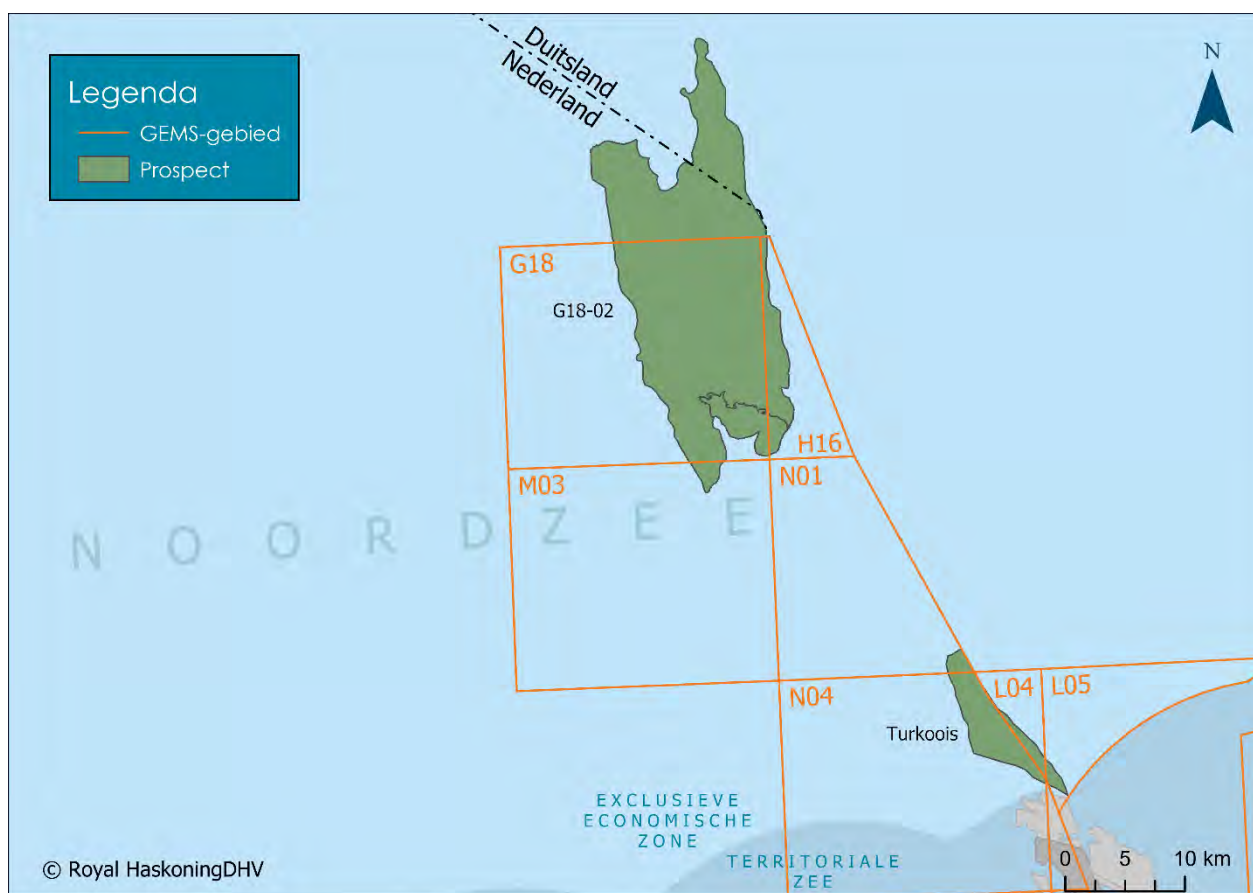 Duitsland
Nederland
N
Legenda
GEMS-gebied
Prospect
G18
G18-02
H16
M03
N01
NOORDZEE
N04
L04
L05
Turkoois
EXCLUSIEVE
ECONOMISCHE
ZONE
TERRITORIALE
ZEE
0 5 10 km
© Royal HaskoningDHV